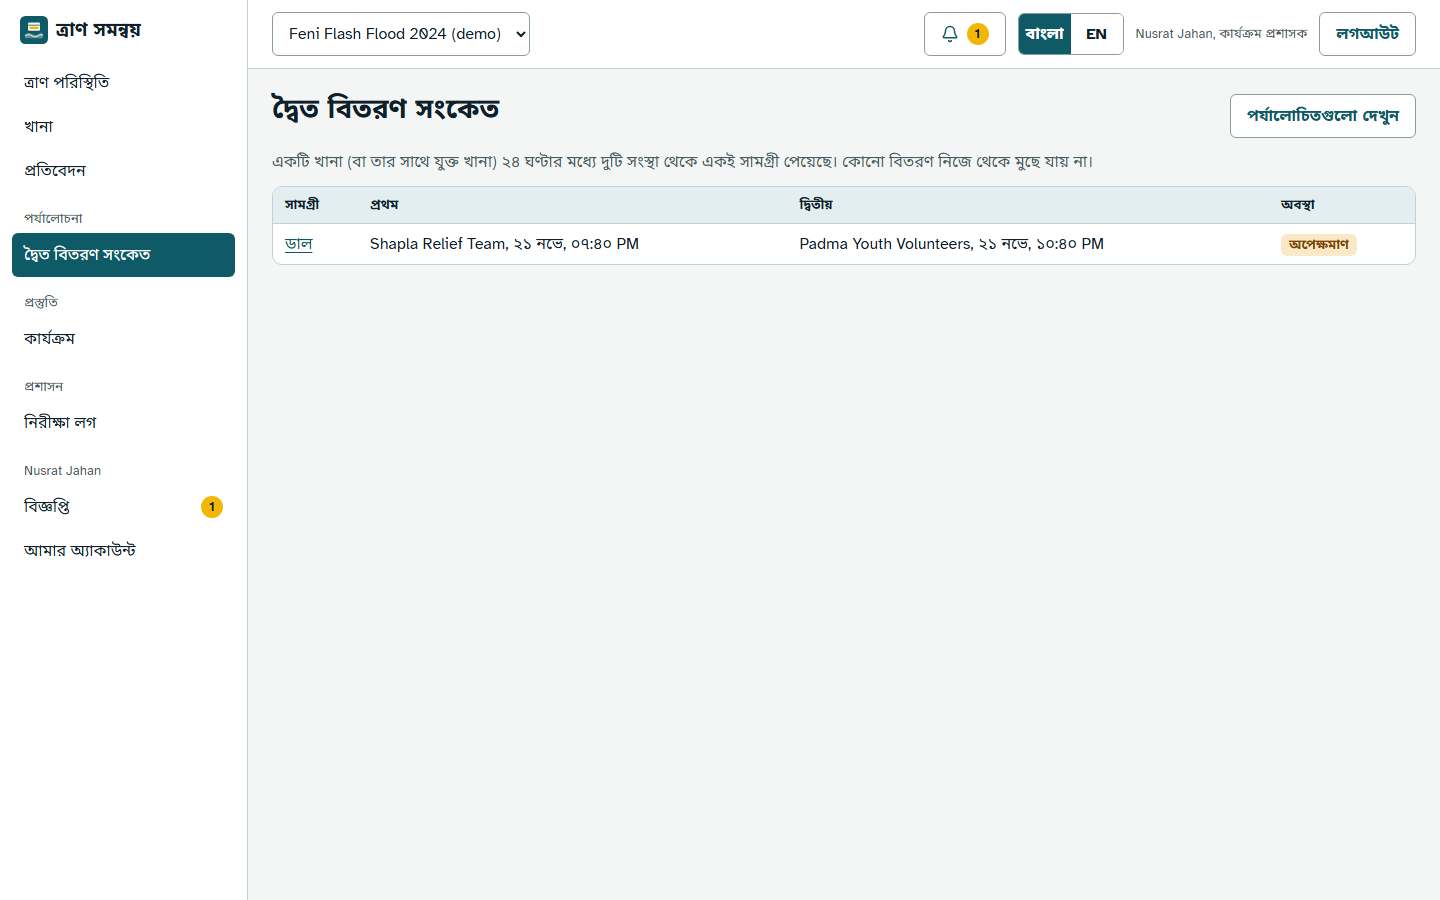 ত্রাণ সমন্বয়
Feni Flash Flood 2024 (demo)
1
বাংলা
EN
Nusrat Jahan, কার্যক্রম প্রশাসক
লগআউট
ত্রাণ পরিস্থিতি
খানা
প্রতিবেদন
পর্যালোচনা
দ্বৈত বিতরণ সংকেত
প্রস্তুতি
কার্যক্রম
প্রশাসন
নিরীক্ষা লগ
Nusrat Jahan
বিজ্ঞপ্তি 1
আমার অ্যাকাউন্ট
দ্বৈত বিতরণ সংকেত
পর্যালোচিতগুলো দেখুন
একটি খানা (বা তার সাথে যুক্ত খানা) ২৪ ঘণ্টার মধ্যে দুটি সংস্থা থেকে একই সামগ্রী পেয়েছে। কোনো বিতরণ নিজে থেকে মুছে যায় না।
সামগ্রী প্রথম দ্বিতীয় অবস্থা
ডাল Shapla Relief Team, ২১ নভে, ০৭:৪০ PM Padma Youth Volunteers, ২১ নভে, ১০:৪০ PM অপেক্ষমাণ